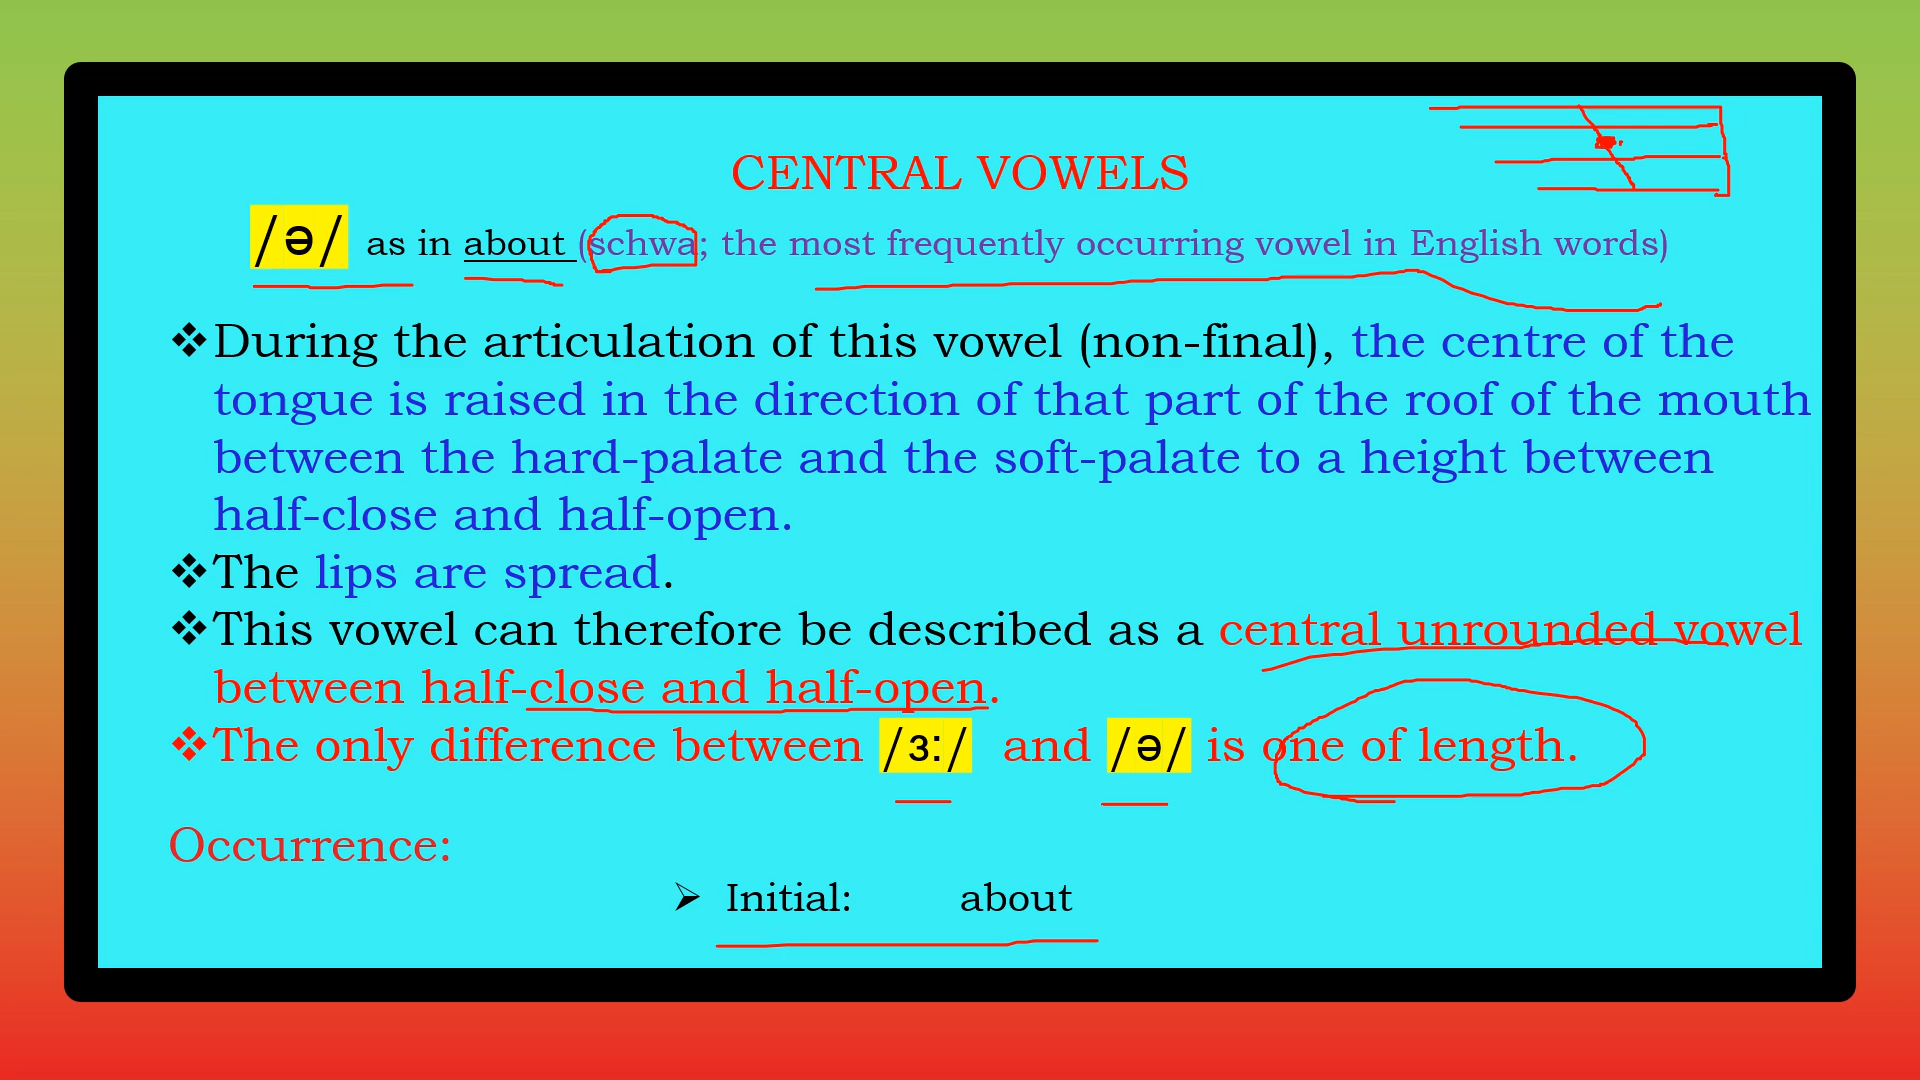 CENTRAL VOWELS
/ə/ as in about (schwa; the most frequently occurring vowel in English words)
❖During the articulation of this vowel (non-final), the centre of the
tongue is raised in the direction of that part of the roof of the mouth
between the hard-palate and the soft-palate to a height between
half-close and half-open.
❖The lips are spread.
❖This vowel can therefore be described as a central unrounded vowel
between half-close and half-open.
❖The only difference between /ɜ:/ and /ə/ is one of length.
Occurrence:
➢ Initial: about